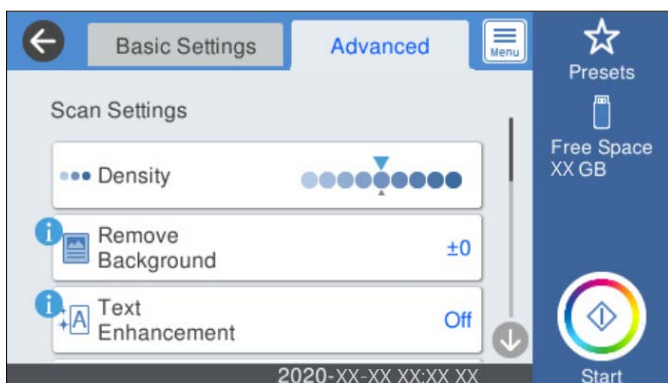 Basic Settings
Advanced
Menu
Presets
Free Space
XX GB
Scan Settings
Density
Remove
Background
±0
A
Text
Enhancement
Off
2020-XX-XX XX:XX XX
Start